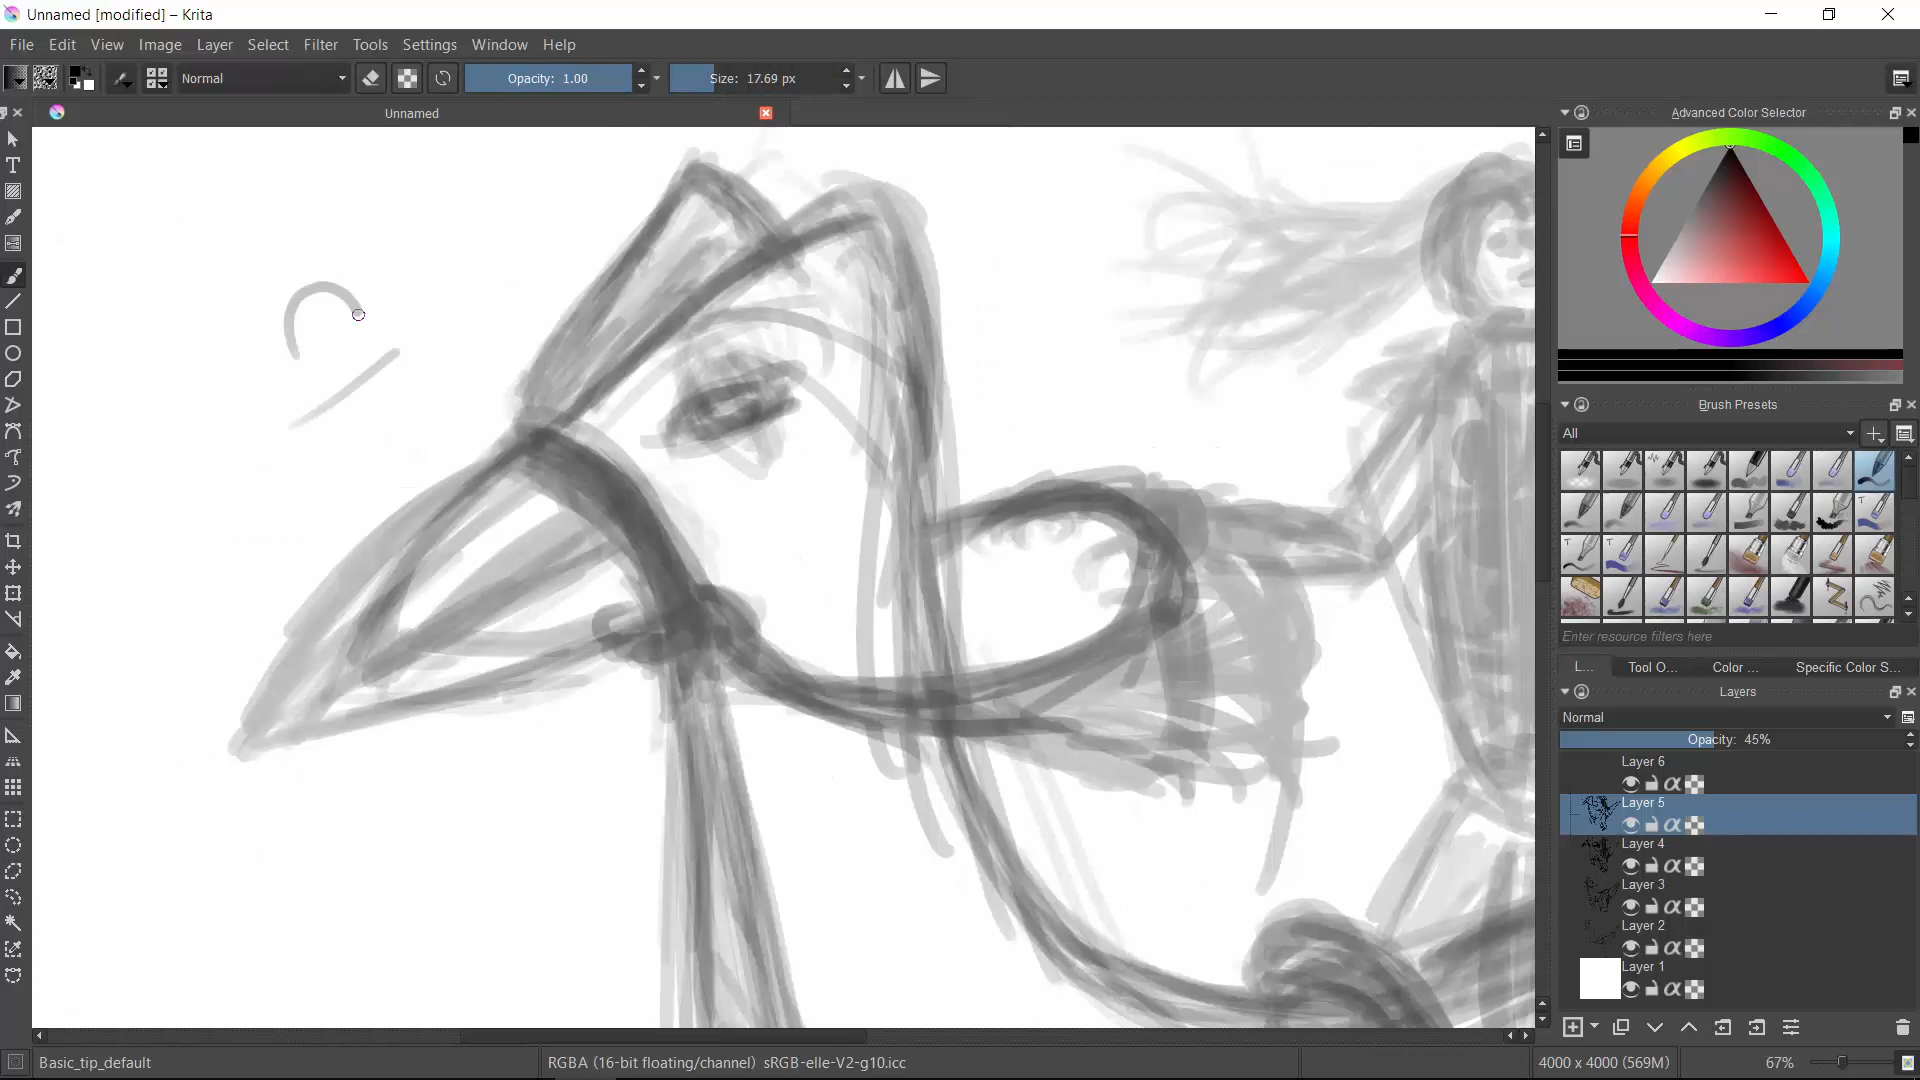 Unnamed [modified] – Krita
File Edit View Image Layer Select Filter Tools Settings Window Help
Normal Opacity: 1.00 Size: 17.69 px
Unnamed
Advanced Color Selector
Brush Presets
All
Enter resource filters here
L... Tool O... Color ... Specific Color S...
Layers
Normal
Opacity: 45%
Layer 6
Layer 5
Layer 4
Layer 3
Layer 2
Layer 1
Basic_tip_default RGBA (16-bit floating/channel) sRGB-elle-V2-g10.icc 4000 x 4000 (569M) 67%